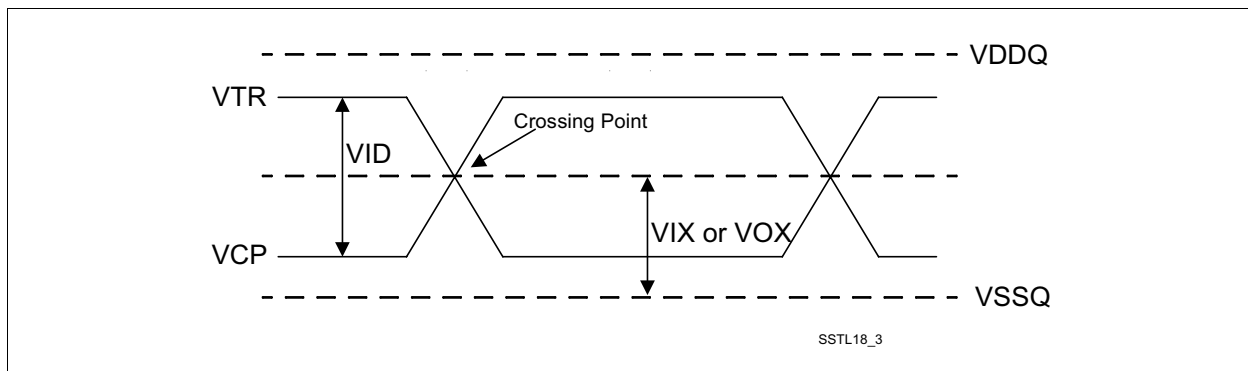 VDDQ
VTR
Crossing Point
VID
VIX or VOX
VCP
VSSQ
SSTL18_3